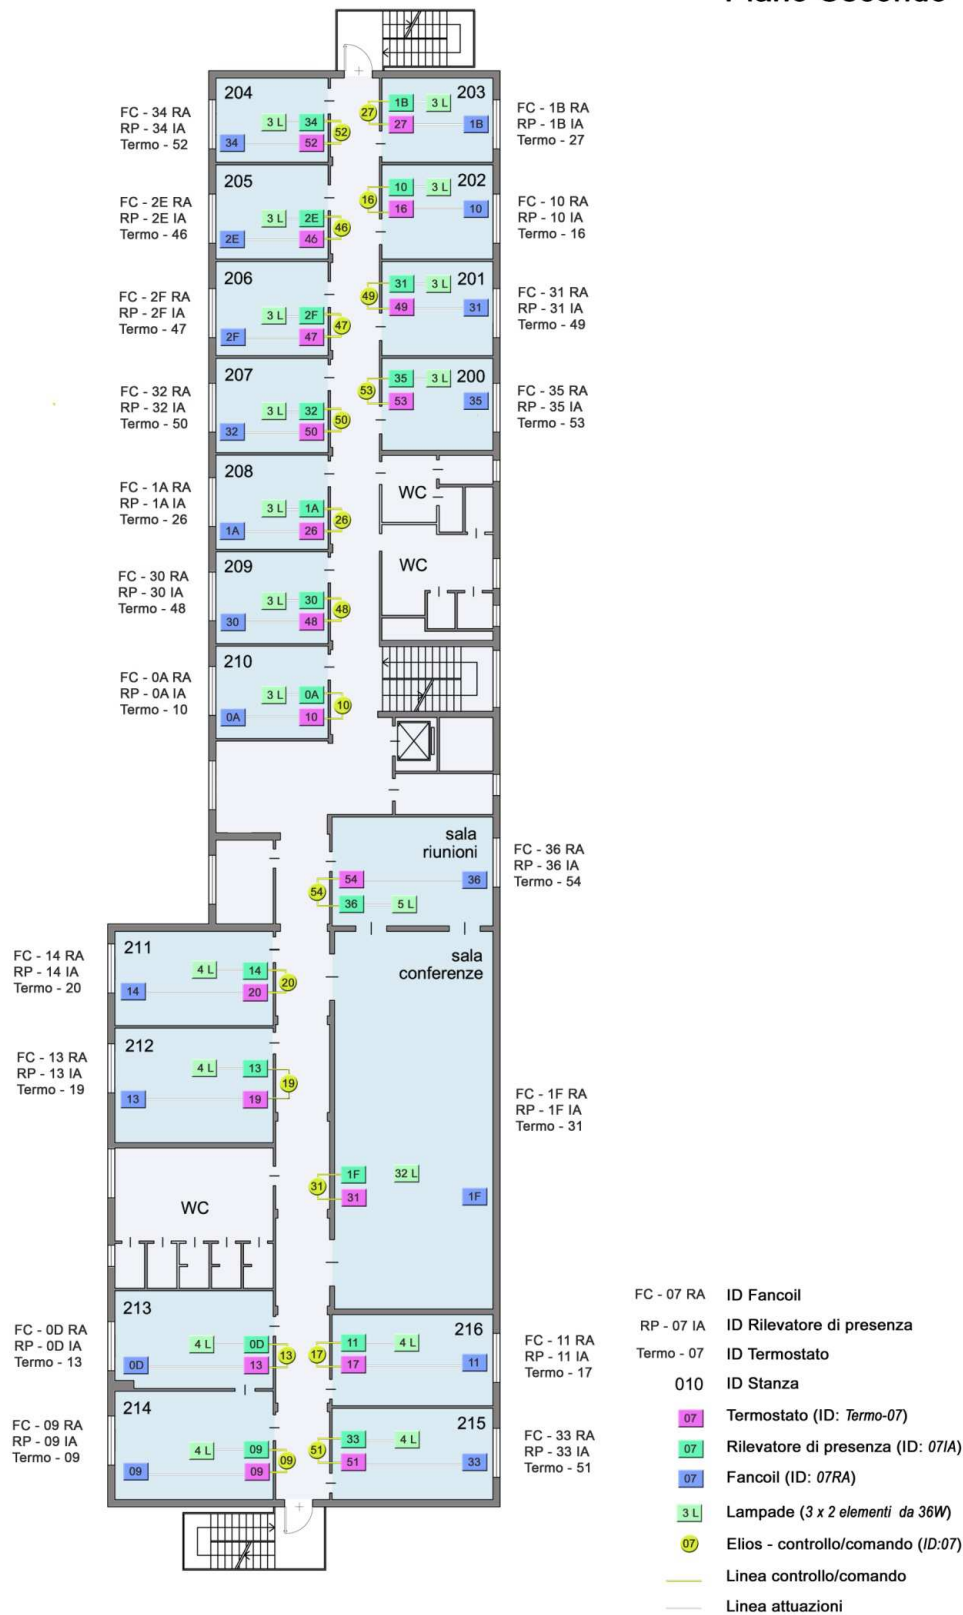 204
3 L 34
34 52
52
FC - 34 RA
RP - 34 IA
Termo - 52
27
1B 3 L
203
27 1B
FC - 1B RA
RP - 1B IA
Termo - 27
205
3 L 2E
2E 46
46
FC - 2E RA
RP - 2E IA
Termo - 46
16
10 3 L
202
16 10
FC - 10 RA
RP - 10 IA
Termo - 16
206
3 L 2F
2F 47
47
FC - 2F RA
RP - 2F IA
Termo - 47
49
31 3 L
201
49 31
FC - 31 RA
RP - 31 IA
Termo - 49
207
3 L 32
32 50
50
FC - 32 RA
RP - 32 IA
Termo - 50
53
35 3 L
200
53 35
FC - 35 RA
RP - 35 IA
Termo - 53
208
3 L 1A
1A 26
26
FC - 1A RA
RP - 1A IA
Termo - 26
WC
WC
209
3 L 30
30 48
48
FC - 30 RA
RP - 30 IA
Termo - 48
210
3 L 0A
0A 10
10
FC - 0A RA
RP - 0A IA
Termo - 10
sala
riunioni
54
54 36
36 5 L
FC - 36 RA
RP - 36 IA
Termo - 54
211
4 L 14
14 20
20
FC - 14 RA
RP - 14 IA
Termo - 20
sala
conferenze
212
4 L 13
13 19
19
FC - 13 RA
RP - 13 IA
Termo - 19
FC - 1F RA
RP - 1F IA
Termo - 31
31
1F 32 L
31 1F
WC
213
4 L 0D
0D 13
13
FC - 0D RA
RP - 0D IA
Termo - 13
17
11 4 L
216
17 11
FC - 11 RA
RP - 11 IA
Termo - 17
214
4 L 09
09 09
09
FC - 09 RA
RP - 09 IA
Termo - 09
51
33 4 L
215
51 33
FC - 33 RA
RP - 33 IA
Termo - 51
FC - 07 RA ID Fancoil
RP - 07 IA ID Rilevatore di presenza
Termo - 07 ID Termostato
010 ID Stanza
07 Termostato (ID: Termo-07)
07 Rilevatore di presenza (ID: 07IA)
07 Fancoil (ID: 07RA)
3 L Lampade (3 x 2 elementi da 36W)
07 Elios - controllo/comando (ID:07)
Linea controllo/comando
Linea attuazioni